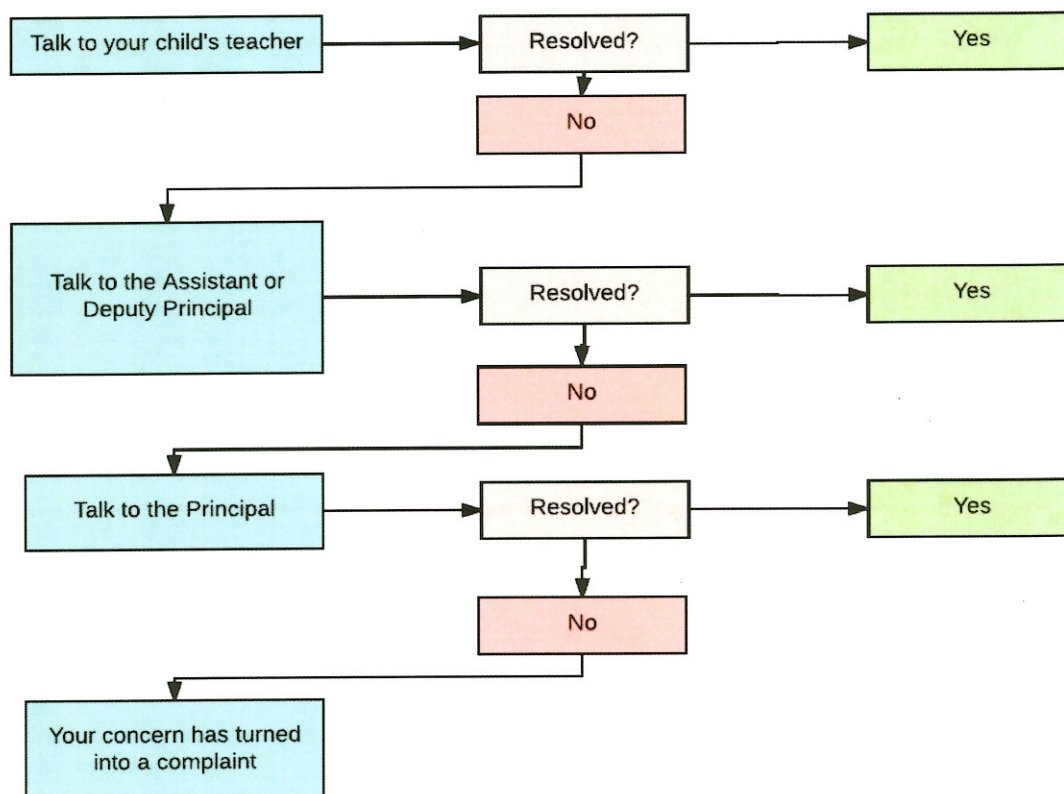 Talk to your child's teacher
Resolved?
Yes
No
Talk to the Assistant or
Deputy Principal
Resolved?
Yes
No
Talk to the Principal
Resolved?
Yes
No
Your concern has turned
into a complaint